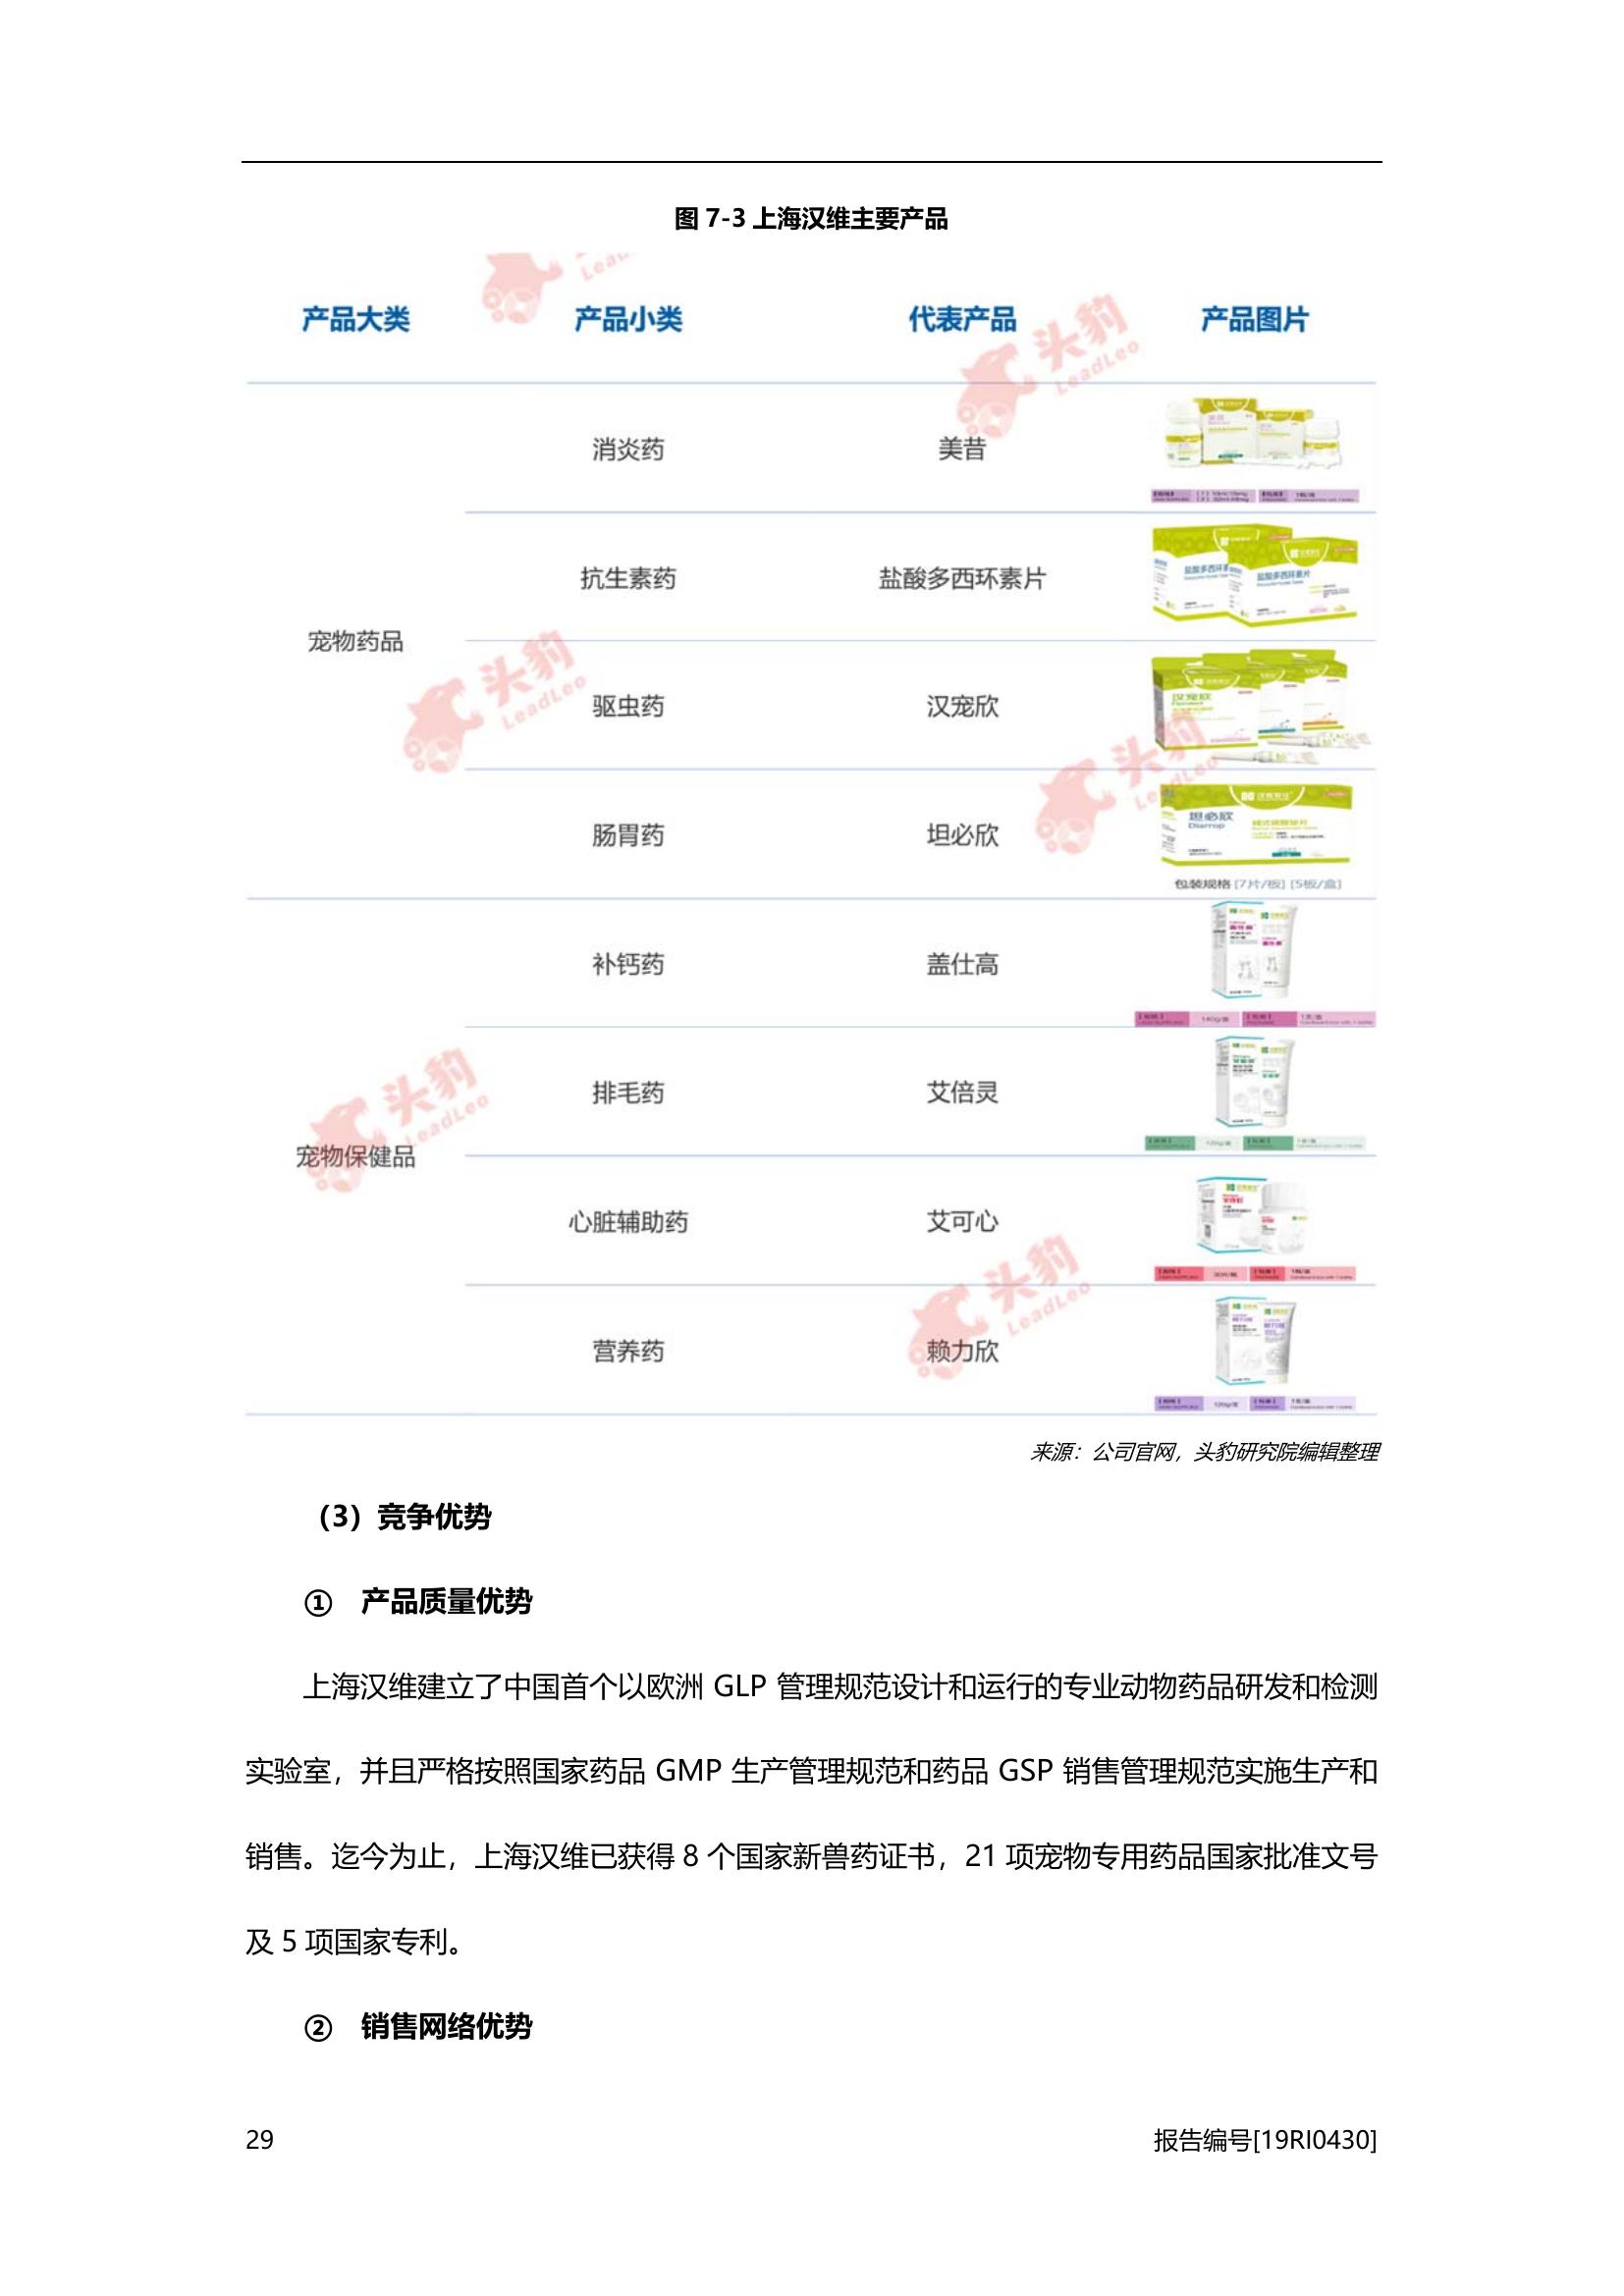 图 7-3 上海汉维主要产品
产品大类 产品小类 代表产品 产品图片
消炎药 美昔
抗生素药 盐酸多西环素片
盐酸多西环素片
宠物药品
驱虫药 汉宠欣
汉宠欣
肠胃药 坦必欣
坦必欣
包装规格 [7片/板] [5板/盒]
补钙药 盖仕高
排毛药 艾倍灵
宠物保健品
心脏辅助药 艾可心
营养药 赖力欣
头豹
LeadLeo
来源：公司官网，头豹研究院编辑整理
（3）竞争优势
① 产品质量优势
上海汉维建立了中国首个以欧洲 GLP 管理规范设计和运行的专业动物药品研发和检测
实验室，并且严格按照国家药品 GMP 生产管理规范和药品 GSP 销售管理规范实施生产和
销售。迄今为止，上海汉维已获得 8 个国家新兽药证书，21 项宠物专用药品国家批准文号
及 5 项国家专利。
② 销售网络优势
29 报告编号[19RI0430]